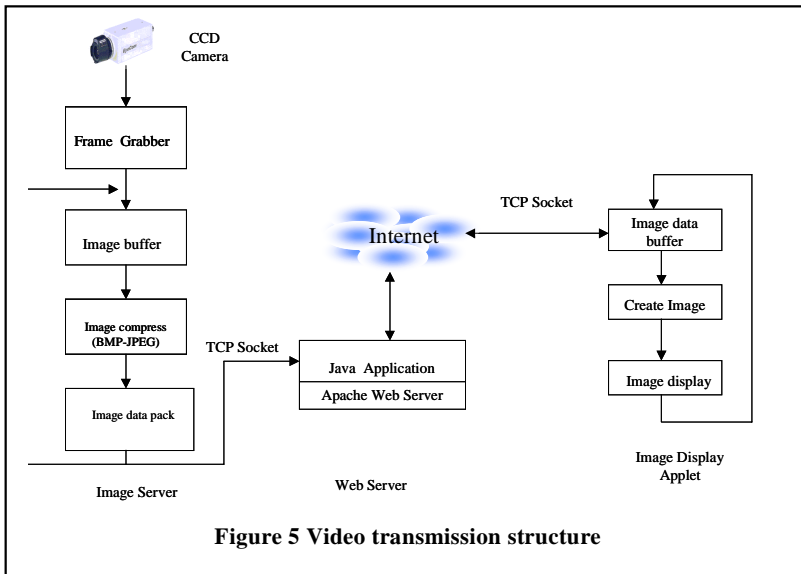 CCD
Camera
Frame Grabber
Image buffer
Image compress
(BMP-JPEG)
Image data pack
Image Server
TCP Socket
Internet
Java Application
Apache Web Server
Web Server
TCP Socket
Image data
buffer
Create Image
Image display
Image Display
Applet
Figure 5 Video transmission structure